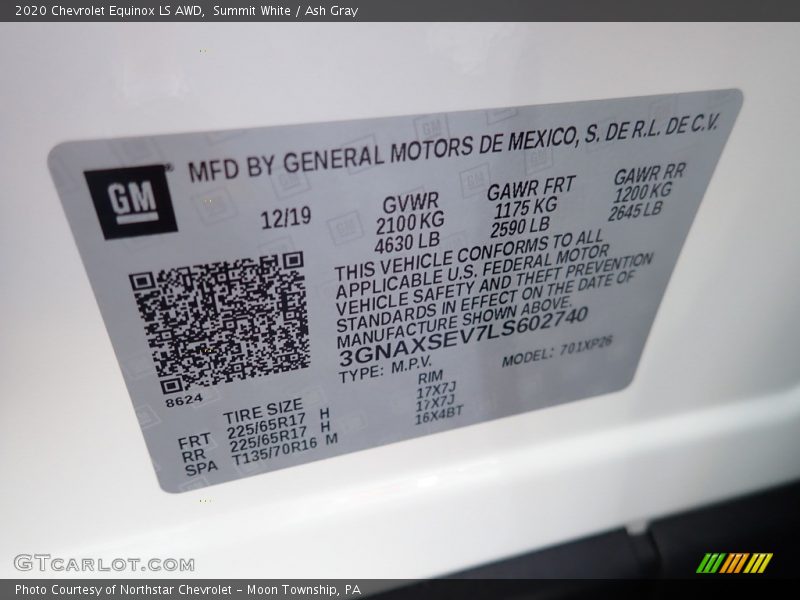 2020 Chevrolet Equinox LS AWD, Summit White / Ash Gray
GM ® MFD BY GENERAL MOTORS DE MEXICO, S. DE R.L. DE C.V.
12/19 GVWR GAWR FRT GAWR RR
2100 KG 1175 KG 1200 KG
4630 LB 2590 LB 2645 LB
THIS VEHICLE CONFORMS TO ALL
APPLICABLE U.S. FEDERAL MOTOR
VEHICLE SAFETY AND THEFT PREVENTION
STANDARDS IN EFFECT ON THE DATE OF
MANUFACTURE SHOWN ABOVE.
3GNAXSEV7LS602740
TYPE: M.P.V. MODEL: 701XP26
8624
TIRE SIZE RIM
FRT 225/65R17 H 17X7J
RR 225/65R17 H 17X7J
SPA T135/70R16 M 16X4BT
GTCARLOT.COM
Photo Courtesy of Northstar Chevrolet - Moon Township, PA